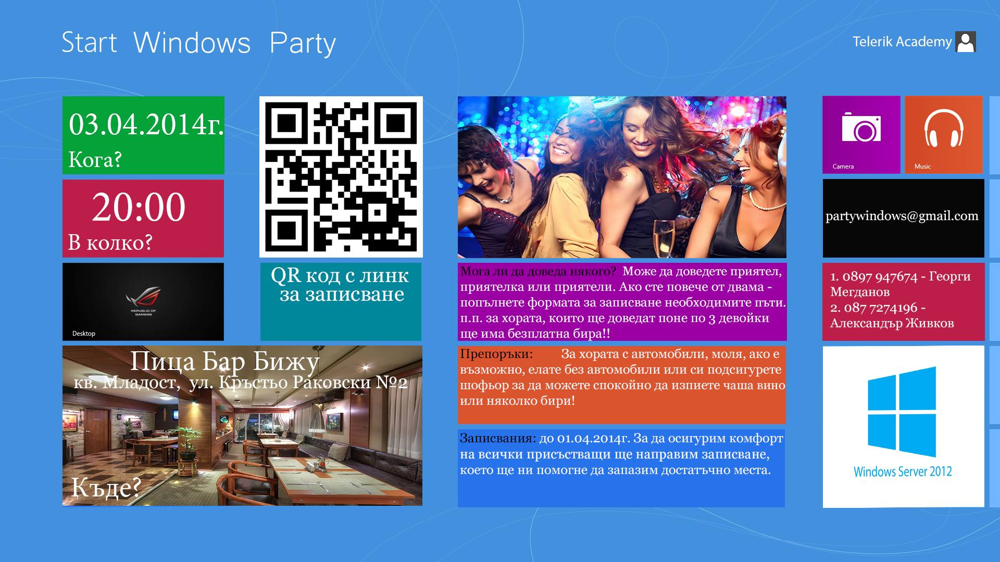 Start Windows Party
Telerik Academy
03.04.2014г.
Кога?
20:00
В колко?
REPUBLIC OF
GAMERS
Desktop
QR код с линк
за записване
Пица Бар Бижу
кв. Младост, ул. Кръстьо Раковски №2
Къде?
Мога ли да доведа някого? Може да доведете приятел,
приятелка или приятели. Ако сте повече от двама -
попълнете формата за записване необходимите пъти.
п.п. за хората, които ще доведат поне по 3 девойки
ще има безплатна бира!!
Препоръки: За хората с автомобили, моля, ако е
възможно, елате без автомобили или си подсигурете
шофьор за да можете спокойно да изпиете чаша вино
или няколко бири!
Записвания: до 01.04.2014г. За да осигурим комфорт
на всички присъстващи ще направим записване,
което ще ни помогне да запазим достатъчно места.
Camera
Music
partywindows@gmail.com
1. 0897 947674 - Георги
Мегданов
2. 087 7274196 -
Александър Живков
Windows Server 2012